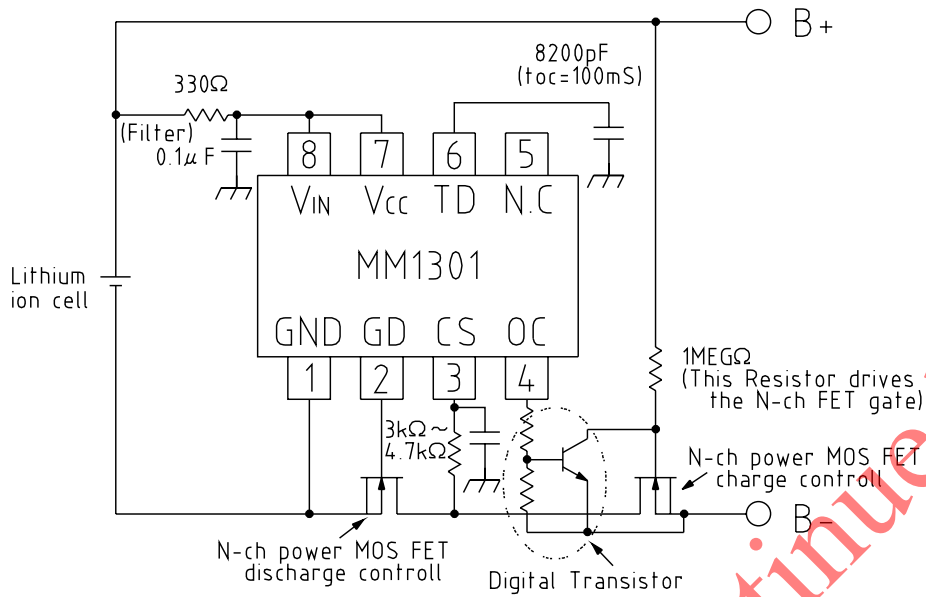 B+
8200pF
(toc=100mS)
330Ω
(Filter)
0.1μF
8 7 6 5
VIN VCC TD N.C
MM1301
Lithium
ion cell
GND GD CS OC
1 2 3 4
1MEGΩ
(This Resistor drives
the N-ch FET gate)
3kΩ~
4.7kΩ
N-ch power MOS FET
charge controll
B-
N-ch power MOS FET
discharge controll
Digital Transistor
tinue